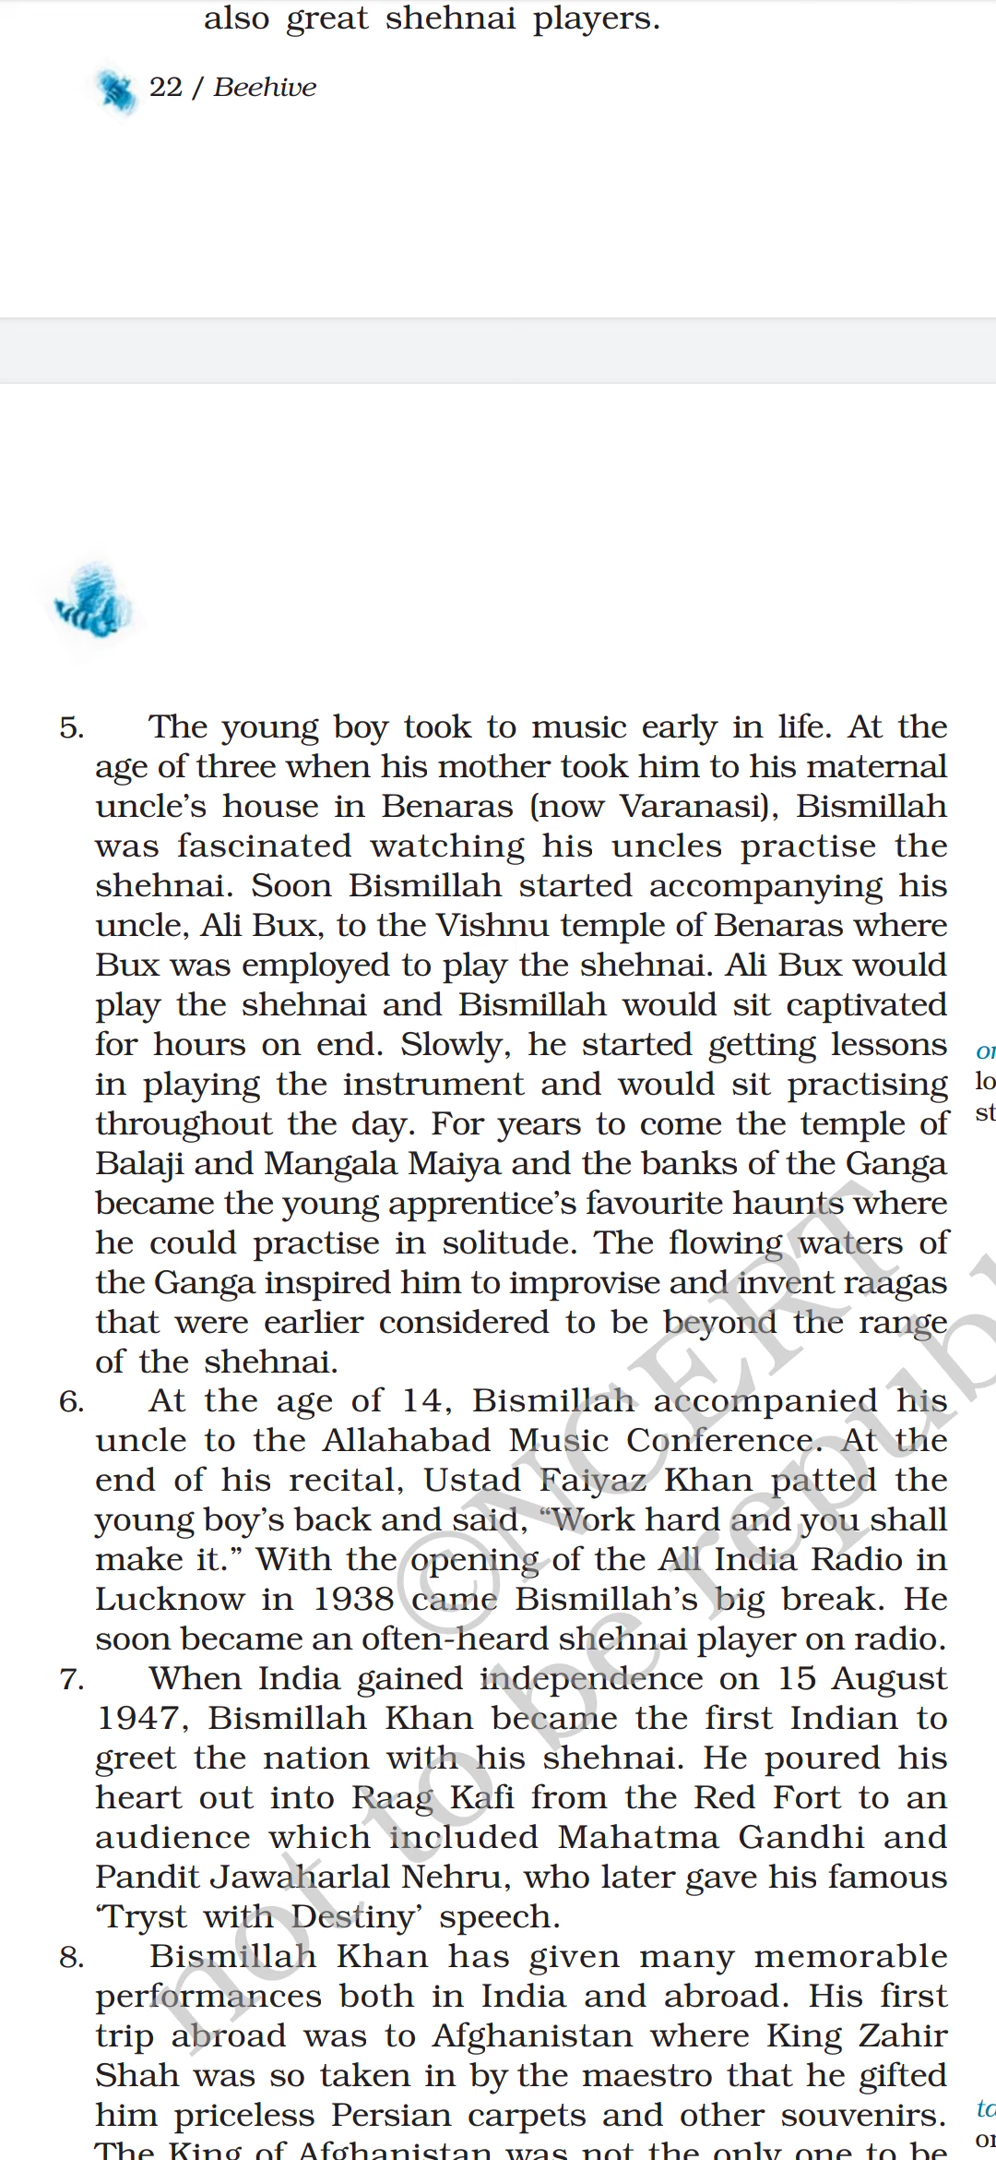 also great shehnai players.
22 / Beehive
5. The young boy took to music early in life. At the
age of three when his mother took him to his maternal
uncle’s house in Benaras (now Varanasi), Bismillah
was fascinated watching his uncles practise the
shehnai. Soon Bismillah started accompanying his
uncle, Ali Bux, to the Vishnu temple of Benaras where
Bux was employed to play the shehnai. Ali Bux would
play the shehnai and Bismillah would sit captivated
for hours on end. Slowly, he started getting lessons
in playing the instrument and would sit practising
throughout the day. For years to come the temple of
Balaji and Mangala Maiya and the banks of the Ganga
became the young apprentice’s favourite haunts where
he could practise in solitude. The flowing waters of
the Ganga inspired him to improvise and invent raagas
that were earlier considered to be beyond the range
of the shehnai.
6. At the age of 14, Bismillah accompanied his
uncle to the Allahabad Music Conference. At the
end of his recital, Ustad Faiyaz Khan patted the
young boy’s back and said, “Work hard and you shall
make it.” With the opening of the All India Radio in
Lucknow in 1938 came Bismillah’s big break. He
soon became an often-heard shehnai player on radio.
7. When India gained independence on 15 August
1947, Bismillah Khan became the first Indian to
greet the nation with his shehnai. He poured his
heart out into Raag Kafi from the Red Fort to an
audience which included Mahatma Gandhi and
Pandit Jawaharlal Nehru, who later gave his famous
‘Tryst with Destiny’ speech.
8. Bismillah Khan has given many memorable
performances both in India and abroad. His first
trip abroad was to Afghanistan where King Zahir
Shah was so taken in by the maestro that he gifted
him priceless Persian carpets and other souvenirs.
The King of Afghanistan was not the only one to be
©NCERT
not to be repub